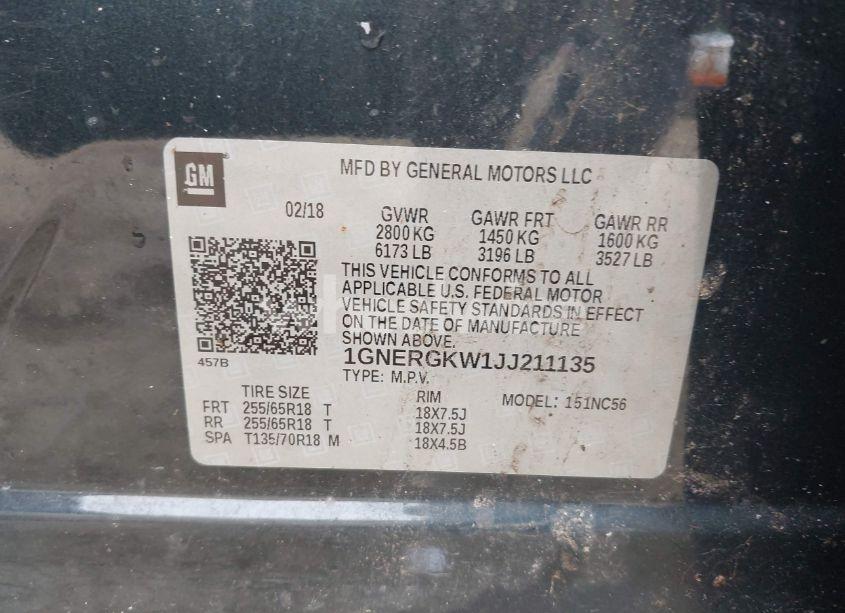 GM
MFD BY GENERAL MOTORS LLC
02/18
GVWR GAWR FRT GAWR RR
2800 KG 1450 KG 1600 KG
6173 LB 3196 LB 3527 LB
THIS VEHICLE CONFORMS TO ALL
APPLICABLE U.S. FEDERAL MOTOR
VEHICLE SAFETY STANDARDS IN EFFECT
ON THE DATE OF MANUFACTURE
SHOWN ABOVE.
457B
1GNERGKW1JJ211135
TYPE: M.P.V.
TIRE SIZE RIM MODEL: 151NC56
FRT 255/65R18 T 18X7.5J
RR 255/65R18 T 18X7.5J
SPA T135/70R18 M 18X4.5B